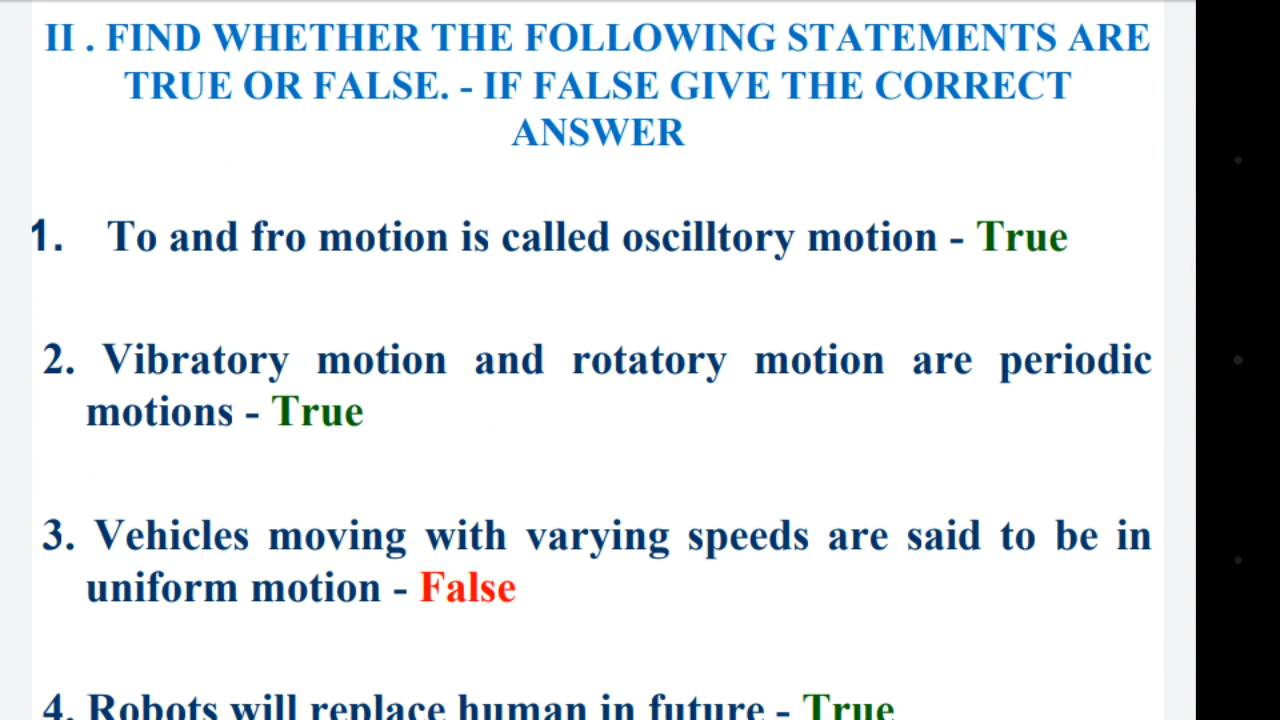 II . FIND WHETHER THE FOLLOWING STATEMENTS ARE
TRUE OR FALSE. - IF FALSE GIVE THE CORRECT
ANSWER
1. To and fro motion is called oscilltory motion - True
2. Vibratory motion and rotatory motion are periodic
motions - True
3. Vehicles moving with varying speeds are said to be in
uniform motion - False
4. Robots will replace human in future - True